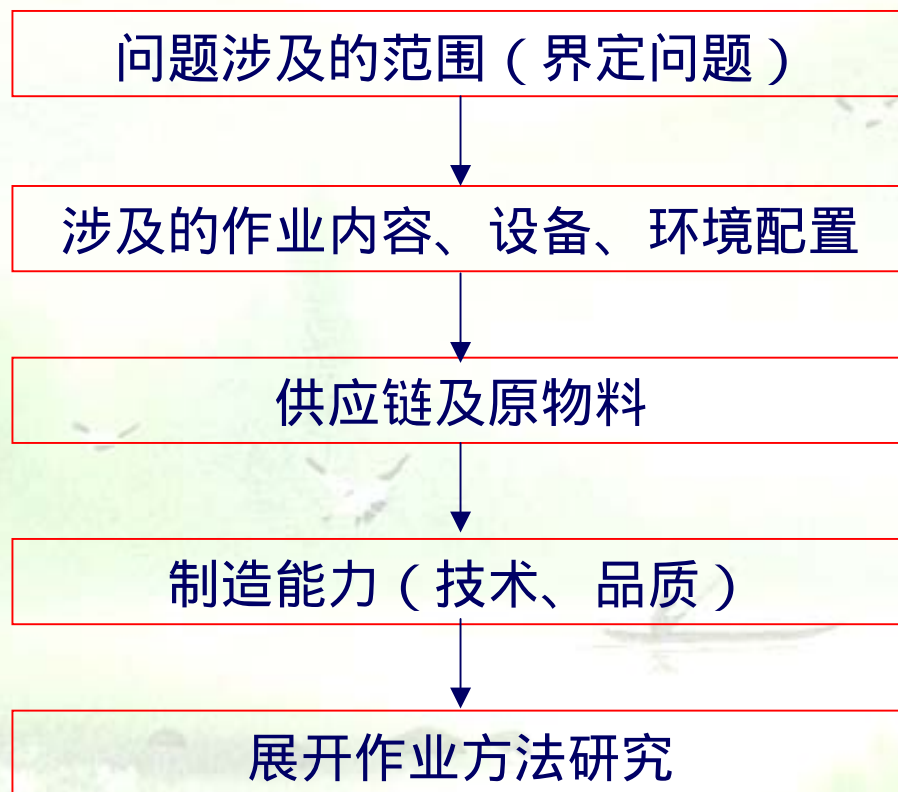 问题涉及的范围（界定问题）
涉及的作业内容、设备、环境配置
供应链及原物料
制造能力（技术、品质）
展开作业方法研究